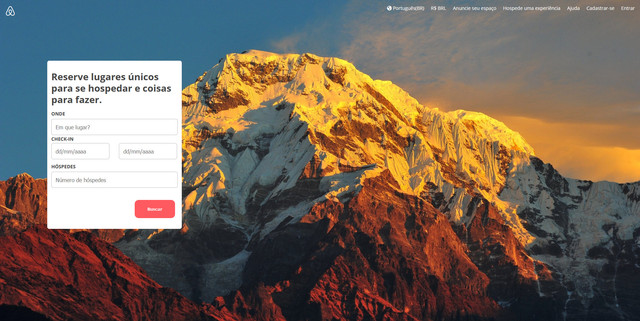 Português(BR) R$ BRL Anuncie seu espaço Hospede uma experiência Ajuda Cadastrar-se Entrar
Reserve lugares únicos
para se hospedar e coisas
para fazer.
ONDE
Em que lugar?
CHECK-IN
dd/mm/aaaa dd/mm/aaaa
HÓSPEDES
Número de hóspedes
Buscar